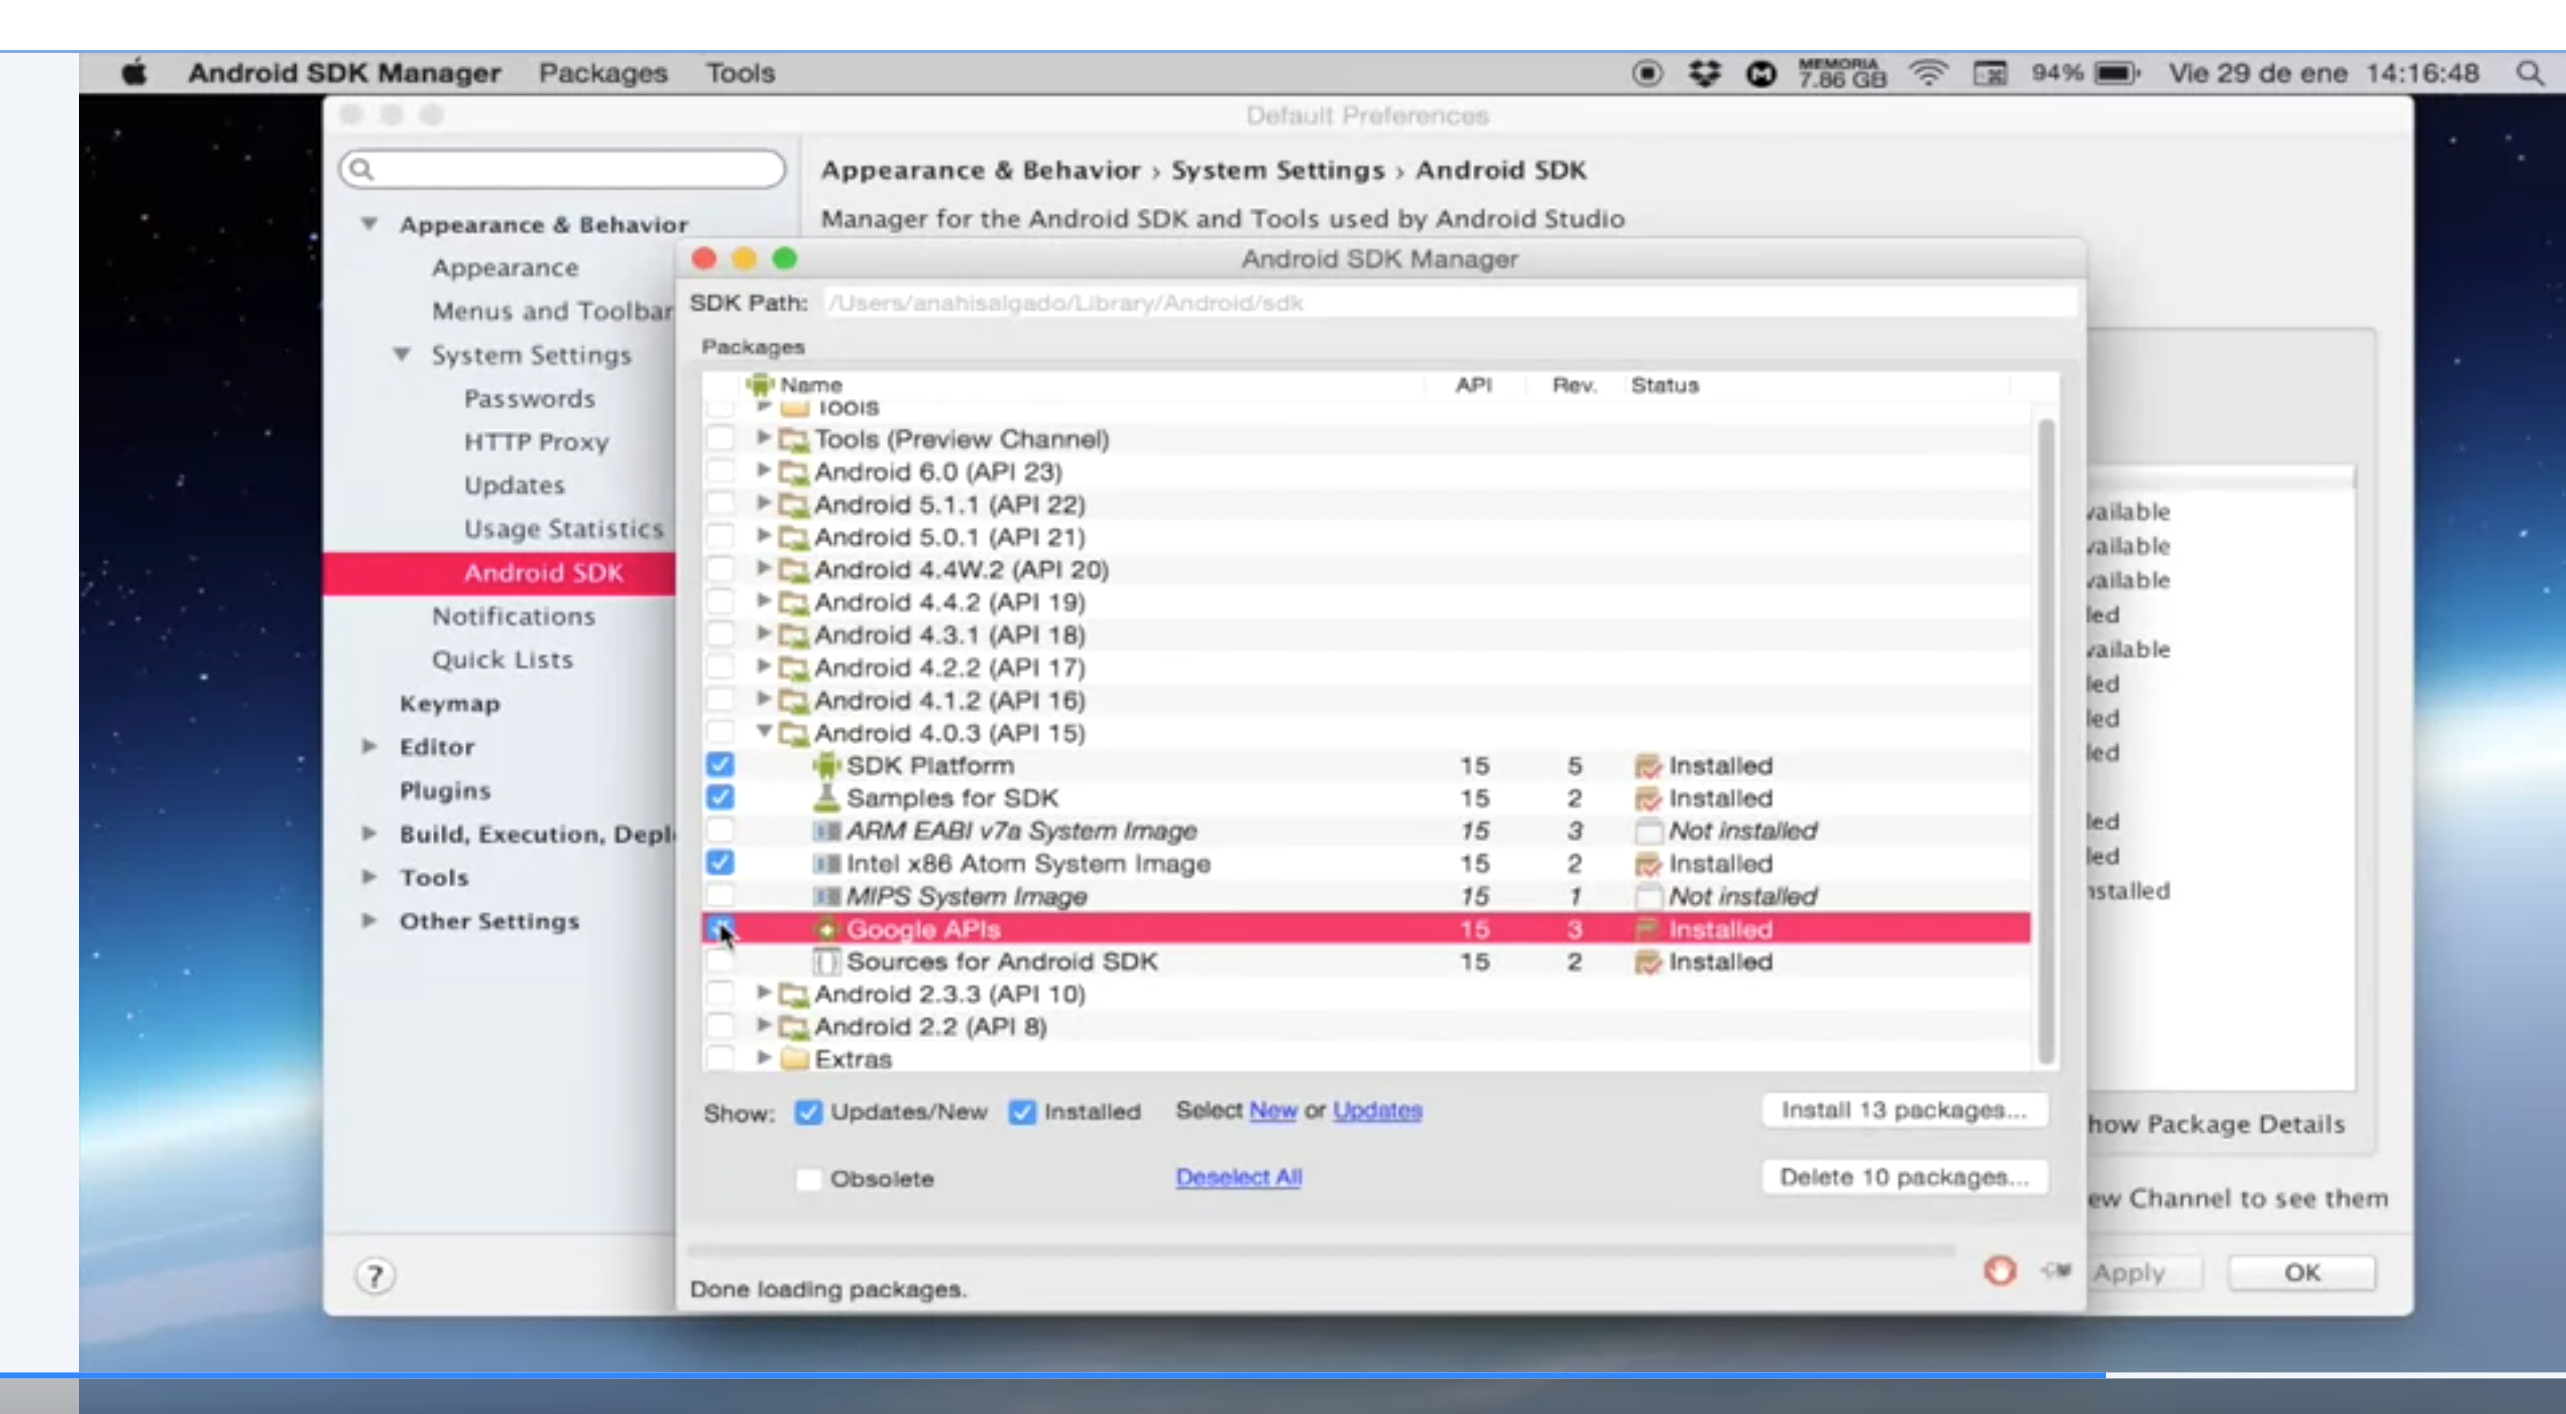 Android SDK Manager Packages Tools MEMORIA 7.86 GB 94% Vie 29 de ene 14:16:48
Default Preferences
Appearance & Behavior › System Settings › Android SDK
Manager for the Android SDK and Tools used by Android Studio
Appearance & Behavior
Appearance
Menus and Toolbar
System Settings
Passwords
HTTP Proxy
Updates
Usage Statistics
Android SDK
Notifications
Quick Lists
Keymap
Editor
Plugins
Build, Execution, Depl
Tools
Other Settings
?
Android SDK Manager
SDK Path: /Users/anahisalgado/Library/Android/sdk
Packages
Name API Rev. Status
Tools
Tools (Preview Channel)
Android 6.0 (API 23)
Android 5.1.1 (API 22)
Android 5.0.1 (API 21)
Android 4.4W.2 (API 20)
Android 4.4.2 (API 19)
Android 4.3.1 (API 18)
Android 4.2.2 (API 17)
Android 4.1.2 (API 16)
Android 4.0.3 (API 15)
SDK Platform 15 5 Installed
Samples for SDK 15 2 Installed
ARM EABI v7a System Image 15 3 Not installed
Intel x86 Atom System Image 15 2 Installed
MIPS System Image 15 1 Not installed
Google APIs 15 3 Installed
Sources for Android SDK 15 2 Installed
Android 2.3.3 (API 10)
Android 2.2 (API 8)
Extras
Show: Updates/New Installed Select New or Updates Install 13 packages...
Obsolete Deselect All Delete 10 packages...
Done loading packages.
vailable
vailable
vailable
led
vailable
led
led
led
led
led
nstalled
how Package Details
ew Channel to see them
Apply OK